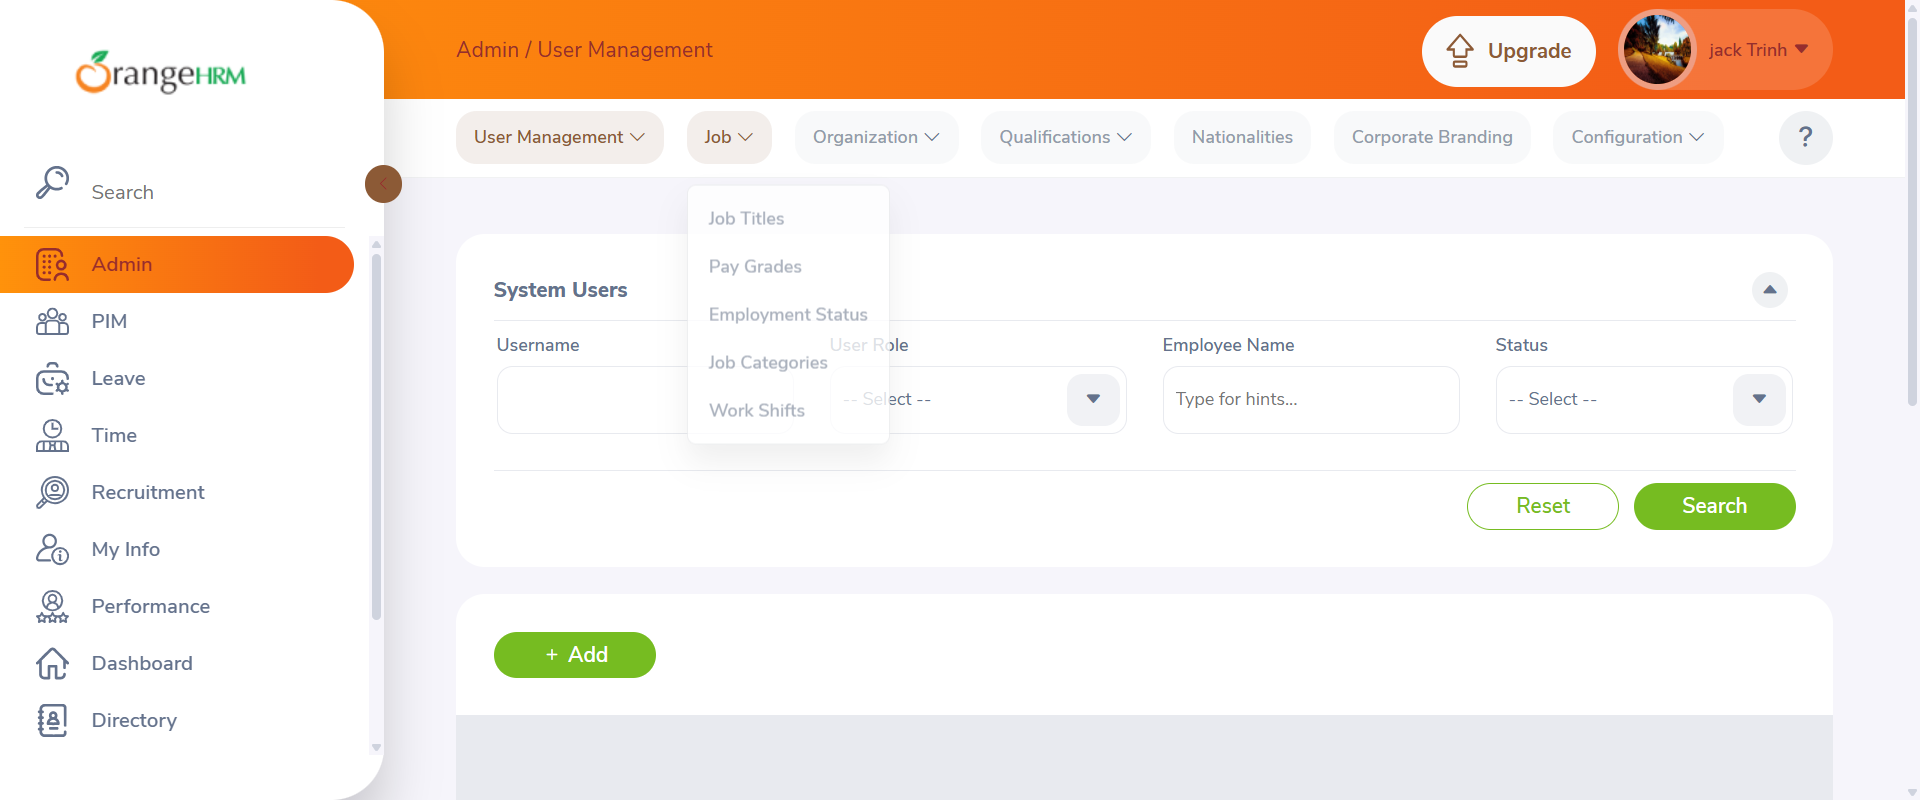 OrangeHRM
Admin / User Management
Upgrade
jack Trinh
User Management
Job
Organization
Qualifications
Nationalities
Corporate Branding
Configuration
?
Search
Admin
PIM
Leave
Time
Recruitment
My Info
Performance
Dashboard
Directory
Job Titles
Pay Grades
Employment Status
Job Categories
Work Shifts
System Users
Username
User Role
Employee Name
Status
-- Select --
Type for hints...
-- Select --
Reset
Search
+ Add